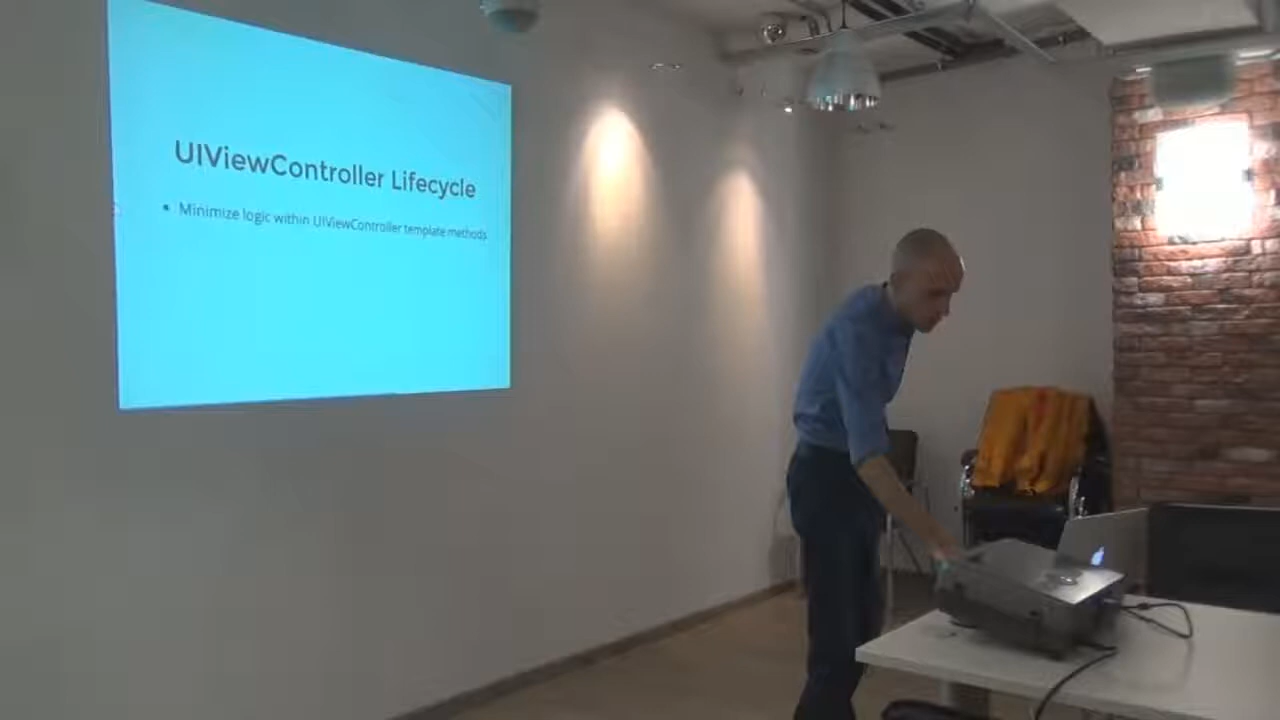 UIViewController Lifecycle
• Minimize logic within UIViewController template methods